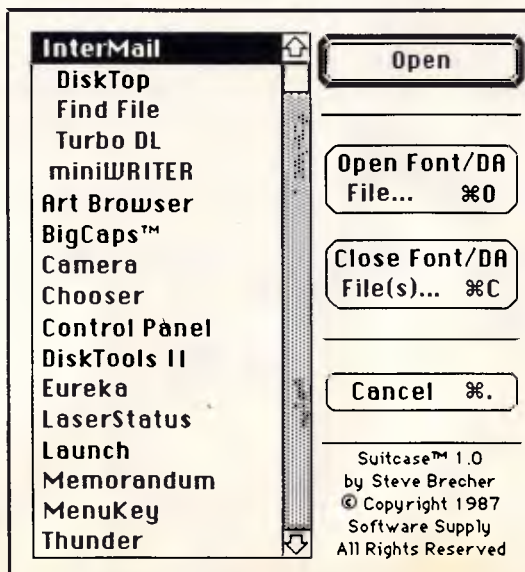 InterMail
DiskTop
Find File
Turbo DL
miniWRITER
Art Browser
BigCaps™
Camera
Chooser
Control Panel
DiskTools II
Eureka
LaserStatus
Launch
Memorandum
MenuKey
Thunder
Open
Open Font/DA
File... ⌘O
Close Font/DA
File(s)... ⌘C
Cancel ⌘.
Suitcase™ 1.0
by Steve Brecher
© Copyright 1987
Software Supply
All Rights Reserved